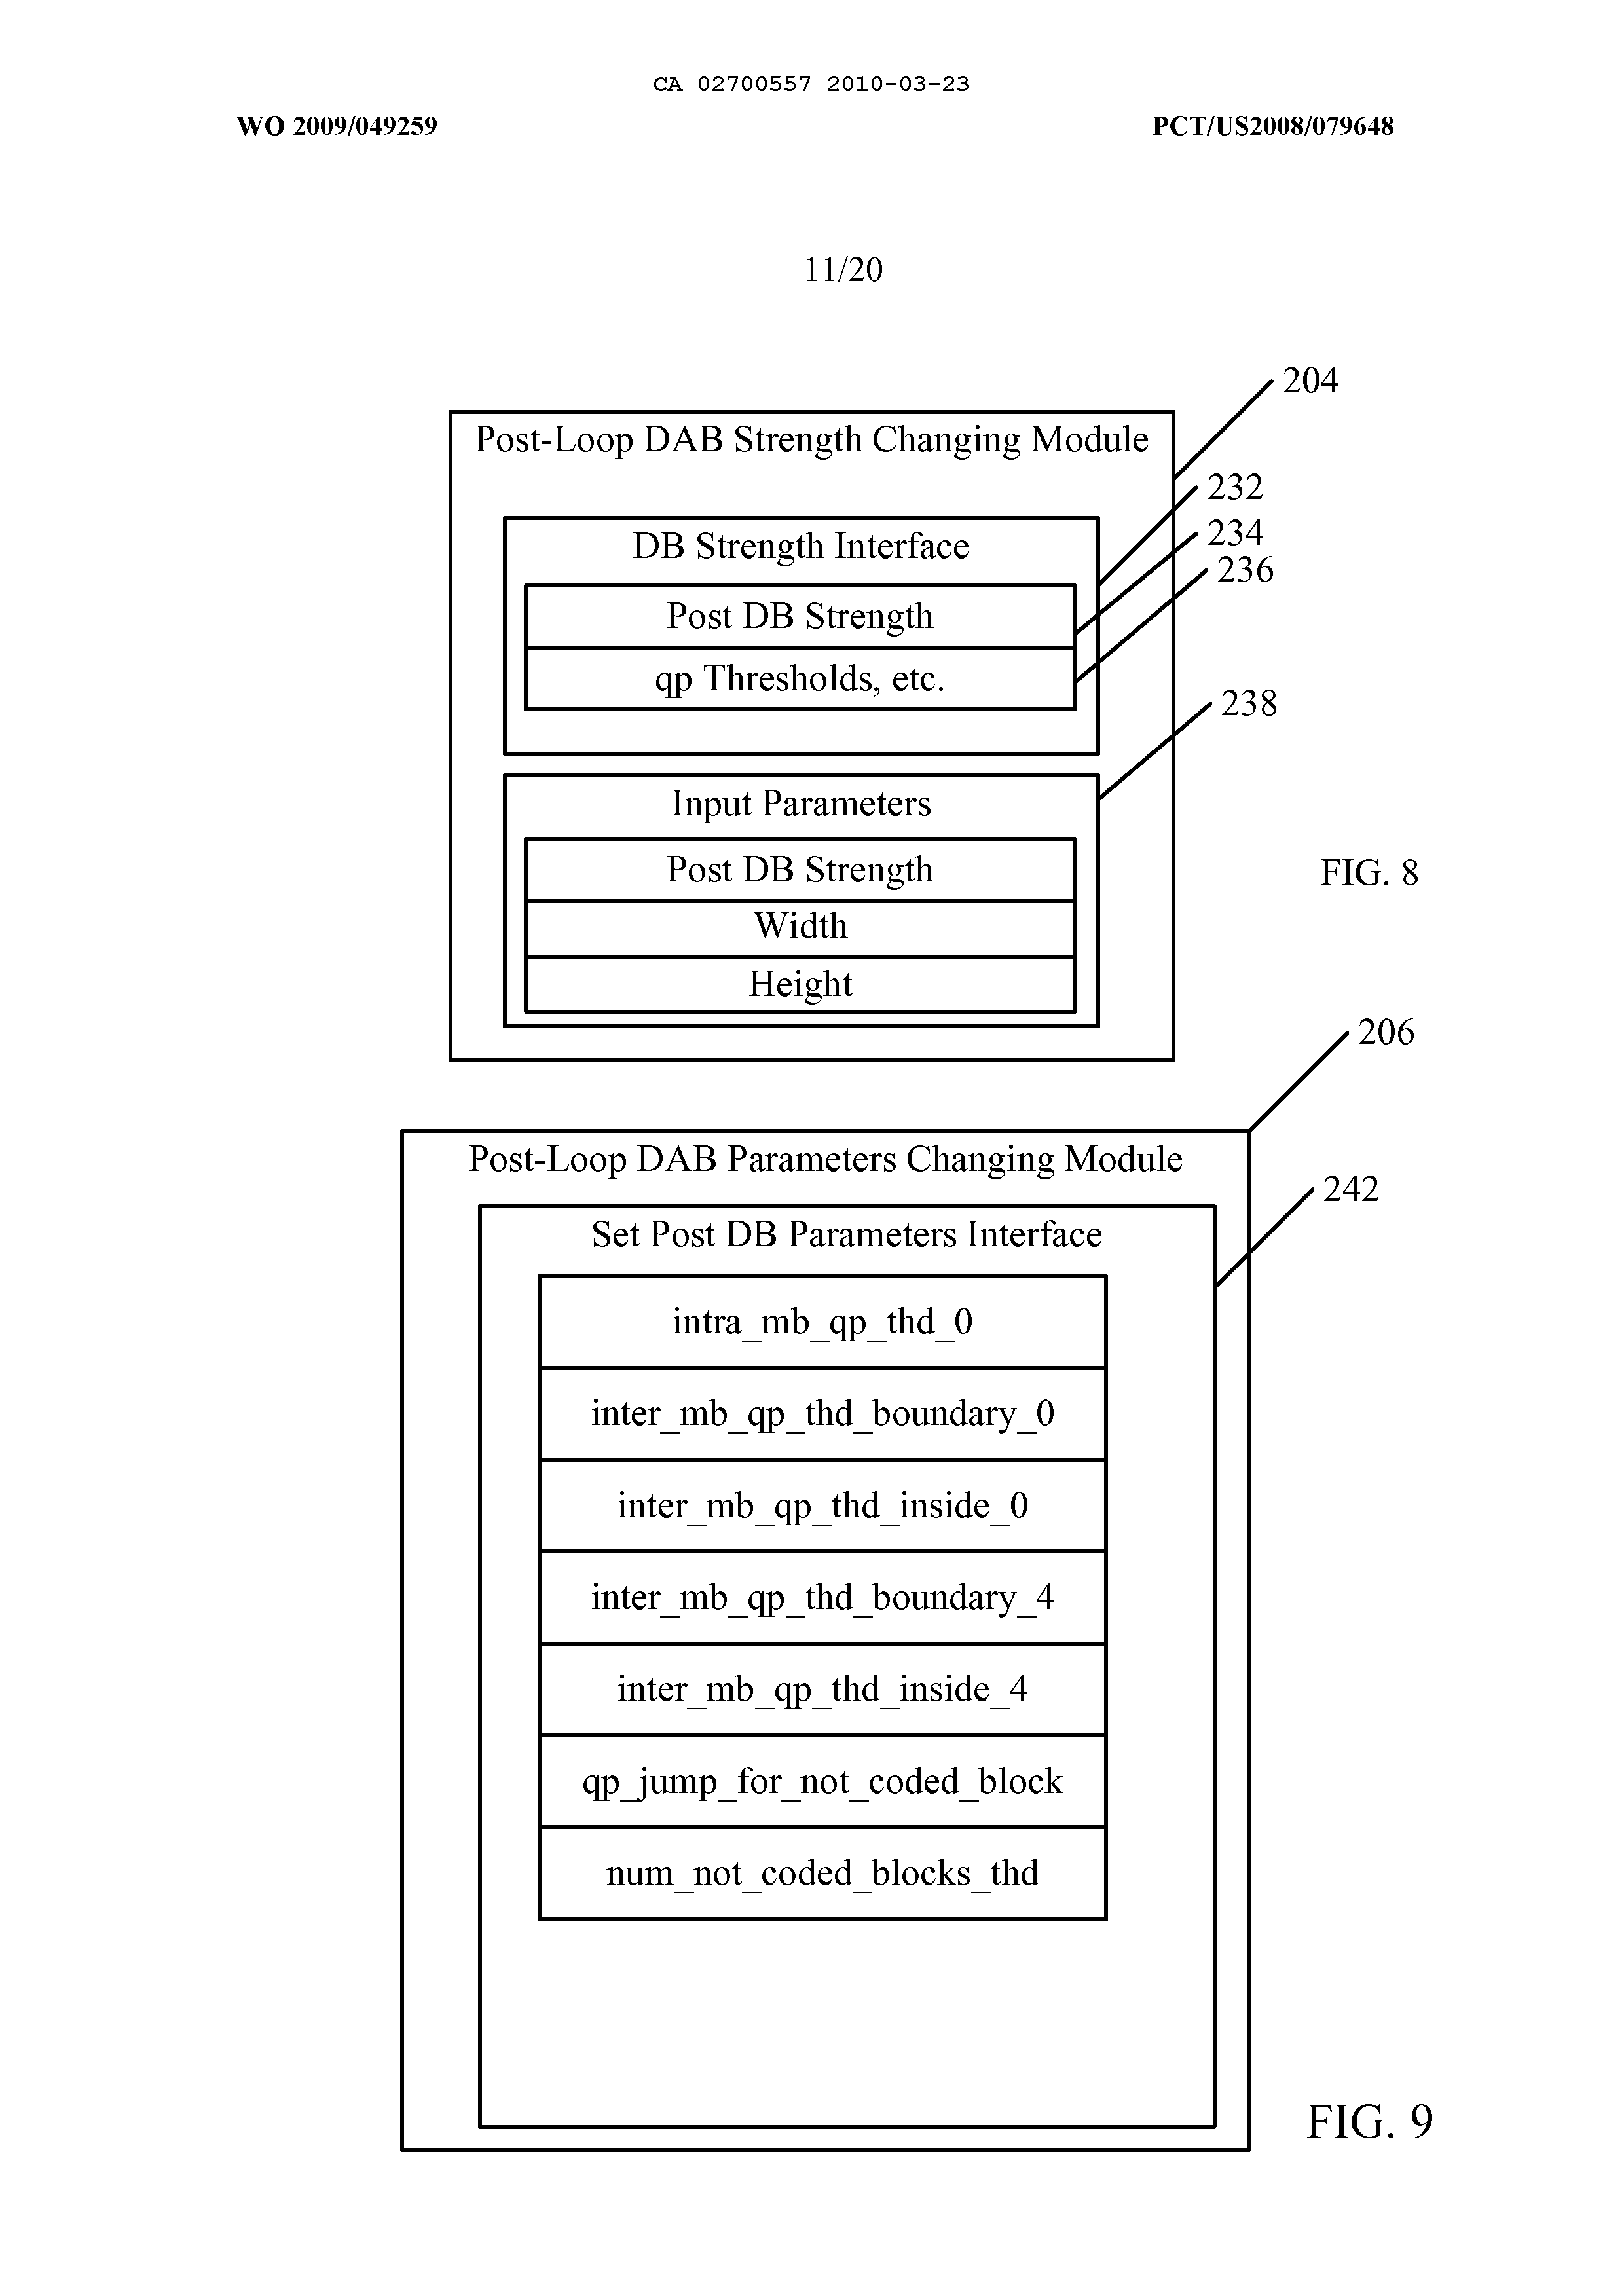 CA 02700557 2010-03-23
WO 2009/049259
PCT/US2008/079648
11/20
204
Post-Loop DAB Strength Changing Module
232
DB Strength Interface
234
236
Post DB Strength
qp Thresholds, etc.
238
Input Parameters
Post DB Strength
FIG. 8
Width
Height
206
Post-Loop DAB Parameters Changing Module
242
Set Post DB Parameters Interface
intra_mb_qp_thd_0
inter_mb_qp_thd_boundary_0
inter_mb_qp_thd_inside_0
inter_mb_qp_thd_boundary_4
inter_mb_qp_thd_inside_4
qp_jump_for_not_coded_block
num_not_coded_blocks_thd
FIG. 9